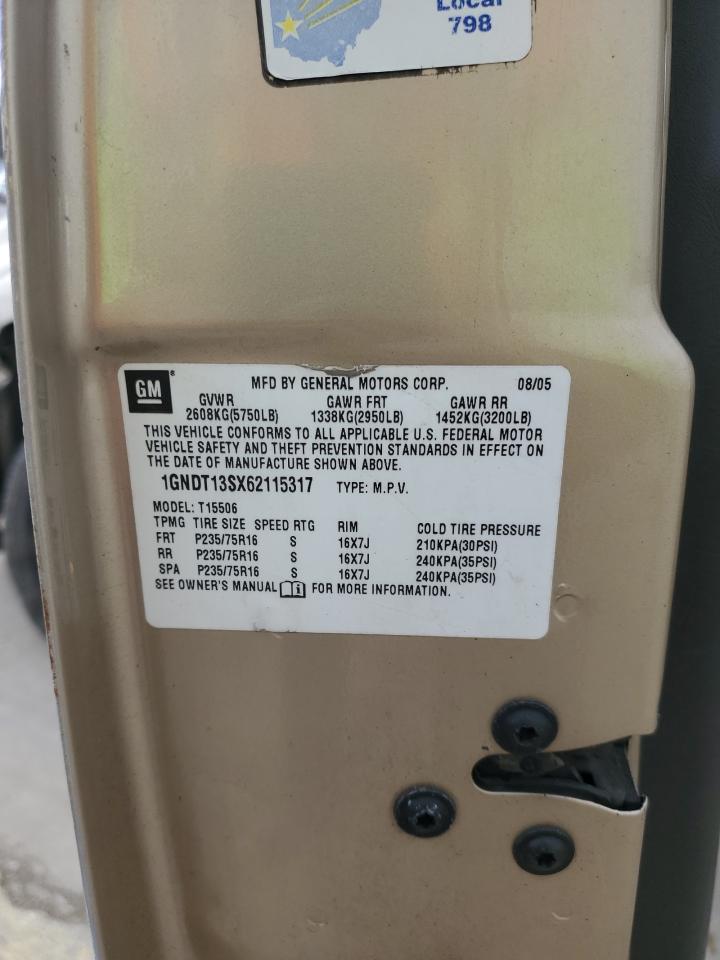 Local
798
GM
MFD BY GENERAL MOTORS CORP. 08/05
GVWR GAWR FRT GAWR RR
2608KG(5750LB) 1338KG(2950LB) 1452KG(3200LB)
THIS VEHICLE CONFORMS TO ALL APPLICABLE U.S. FEDERAL MOTOR
VEHICLE SAFETY AND THEFT PREVENTION STANDARDS IN EFFECT ON
THE DATE OF MANUFACTURE SHOWN ABOVE.
1GNDT13SX62115317 TYPE: M.P.V.
MODEL: T15506
TPMG TIRE SIZE SPEED RTG RIM COLD TIRE PRESSURE
FRT P235/75R16 S 16X7J 210KPA(30PSI)
RR P235/75R16 S 16X7J 240KPA(35PSI)
SPA P235/75R16 S 16X7J 240KPA(35PSI)
SEE OWNER'S MANUAL i FOR MORE INFORMATION.